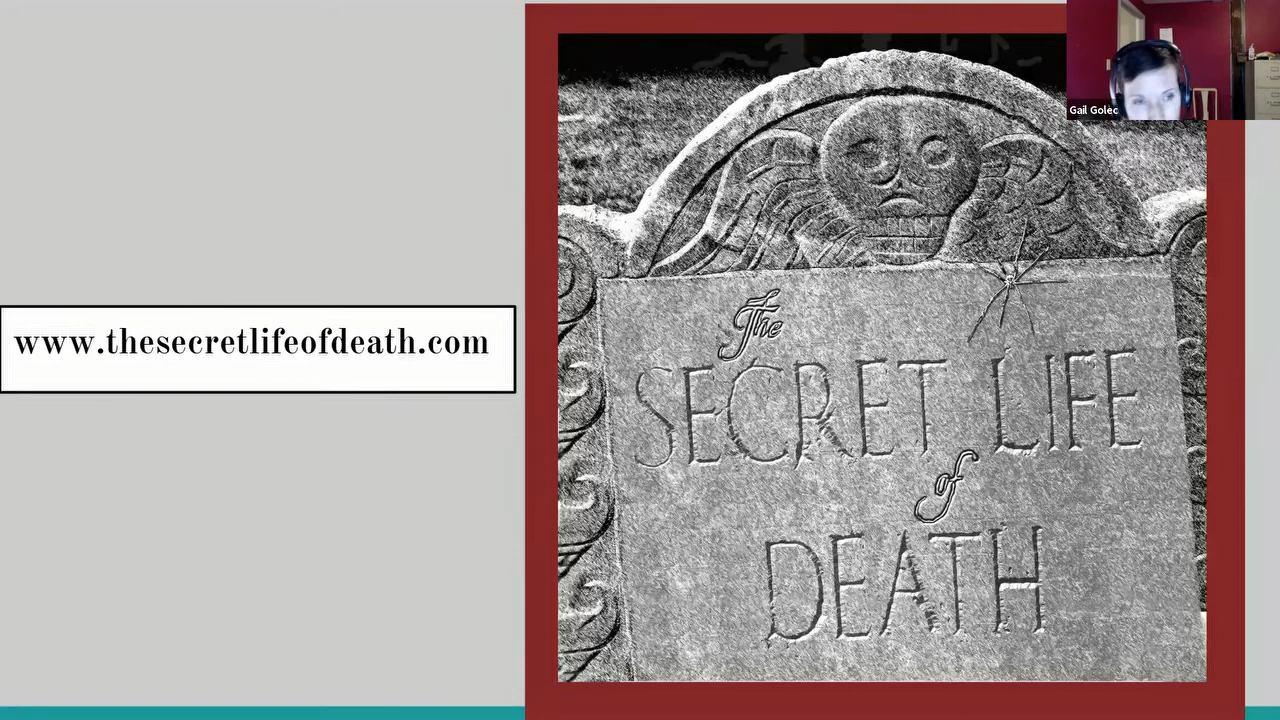 www.thesecretlifeofdeath.com
The
SECRET LIFE
of
DEATH
Gail Golec